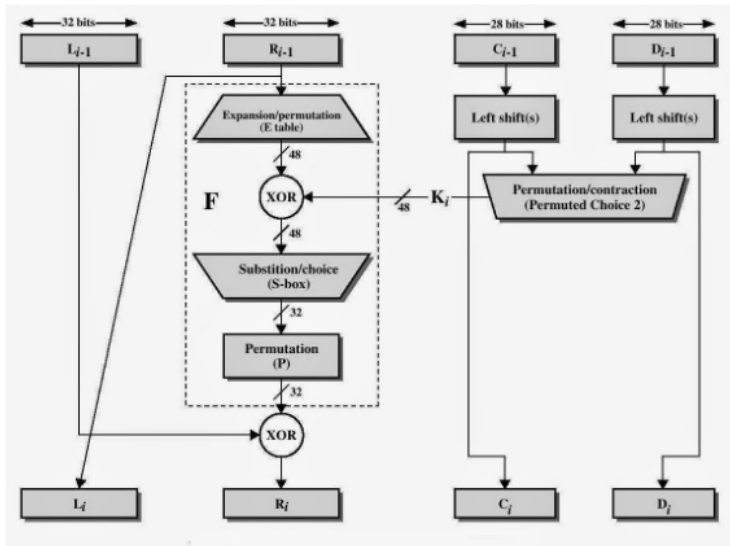 32 bits
32 bits
28 bits
28 bits
Li-1
Ri-1
Ci-1
Di-1
Expansion/permutation
(E table)
Left shift(s)
Left shift(s)
48
F
XOR
48
Ki
Permutation/contraction
(Permuted Choice 2)
48
Substition/choice
(S-box)
32
Permutation
(P)
32
XOR
Li
Ri
Ci
Di